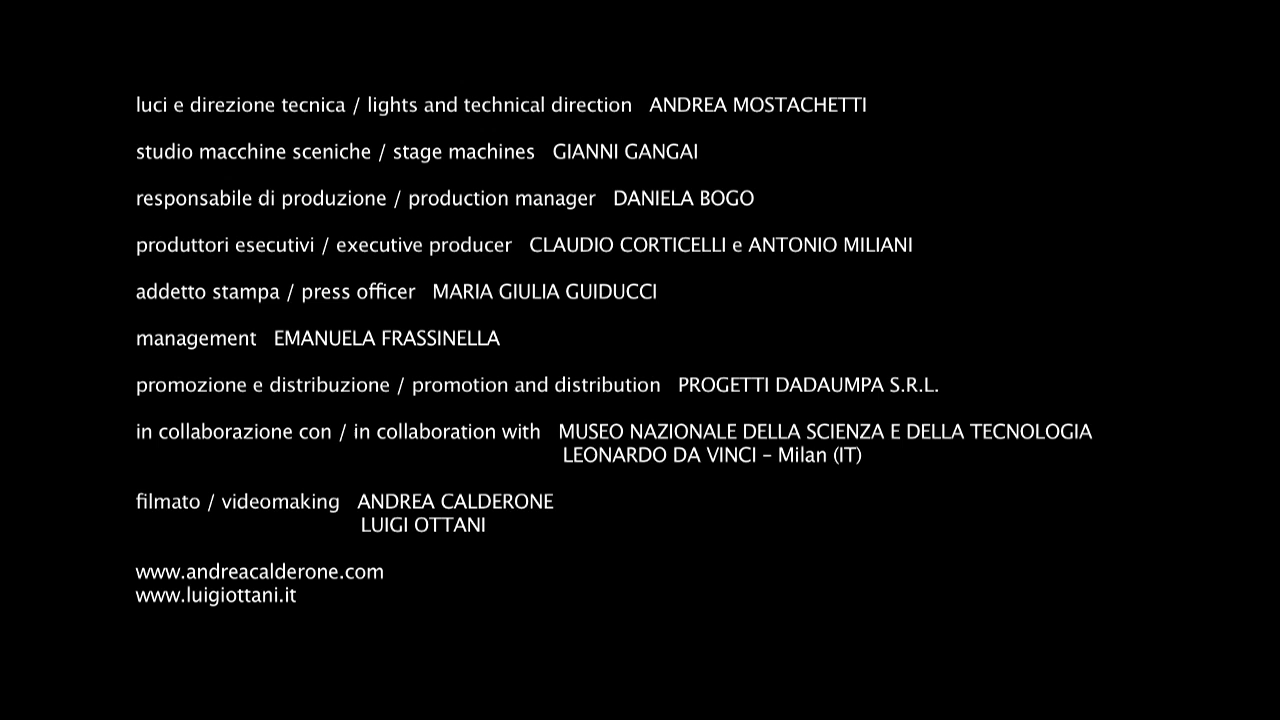 luci e direzione tecnica / lights and technical direction ANDREA MOSTACHETTI
studio macchine sceniche / stage machines GIANNI GANGAI
responsabile di produzione / production manager DANIELA BOGO
produttori esecutivi / executive producer CLAUDIO CORTICELLI e ANTONIO MILIANI
addetto stampa / press officer MARIA GIULIA GUIDUCCI
management EMANUELA FRASSINELLA
promozione e distribuzione / promotion and distribution PROGETTI DADAUMPA S.R.L.
in collaborazione con / in collaboration with MUSEO NAZIONALE DELLA SCIENZA E DELLA TECNOLOGIA
LEONARDO DA VINCI – Milan (IT)
filmato / videomaking ANDREA CALDERONE
LUIGI OTTANI
www.andreacalderone.com
www.luigiottani.it